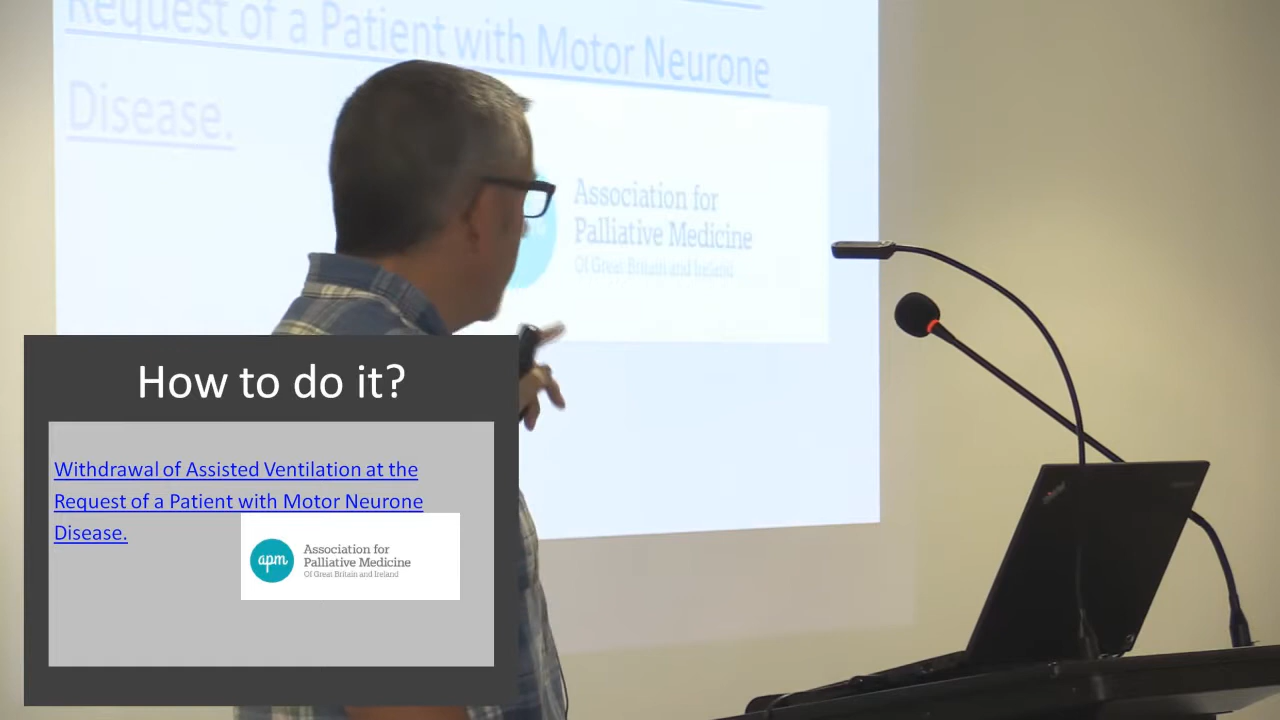 Request of a Patient with Motor Neurone
Disease.
Association for
Palliative Medicine
Of Great Britain and Ireland
How to do it?
Withdrawal of Assisted Ventilation at the
Request of a Patient with Motor Neurone
Disease.
apm
Association for
Palliative Medicine
Of Great Britain and Ireland